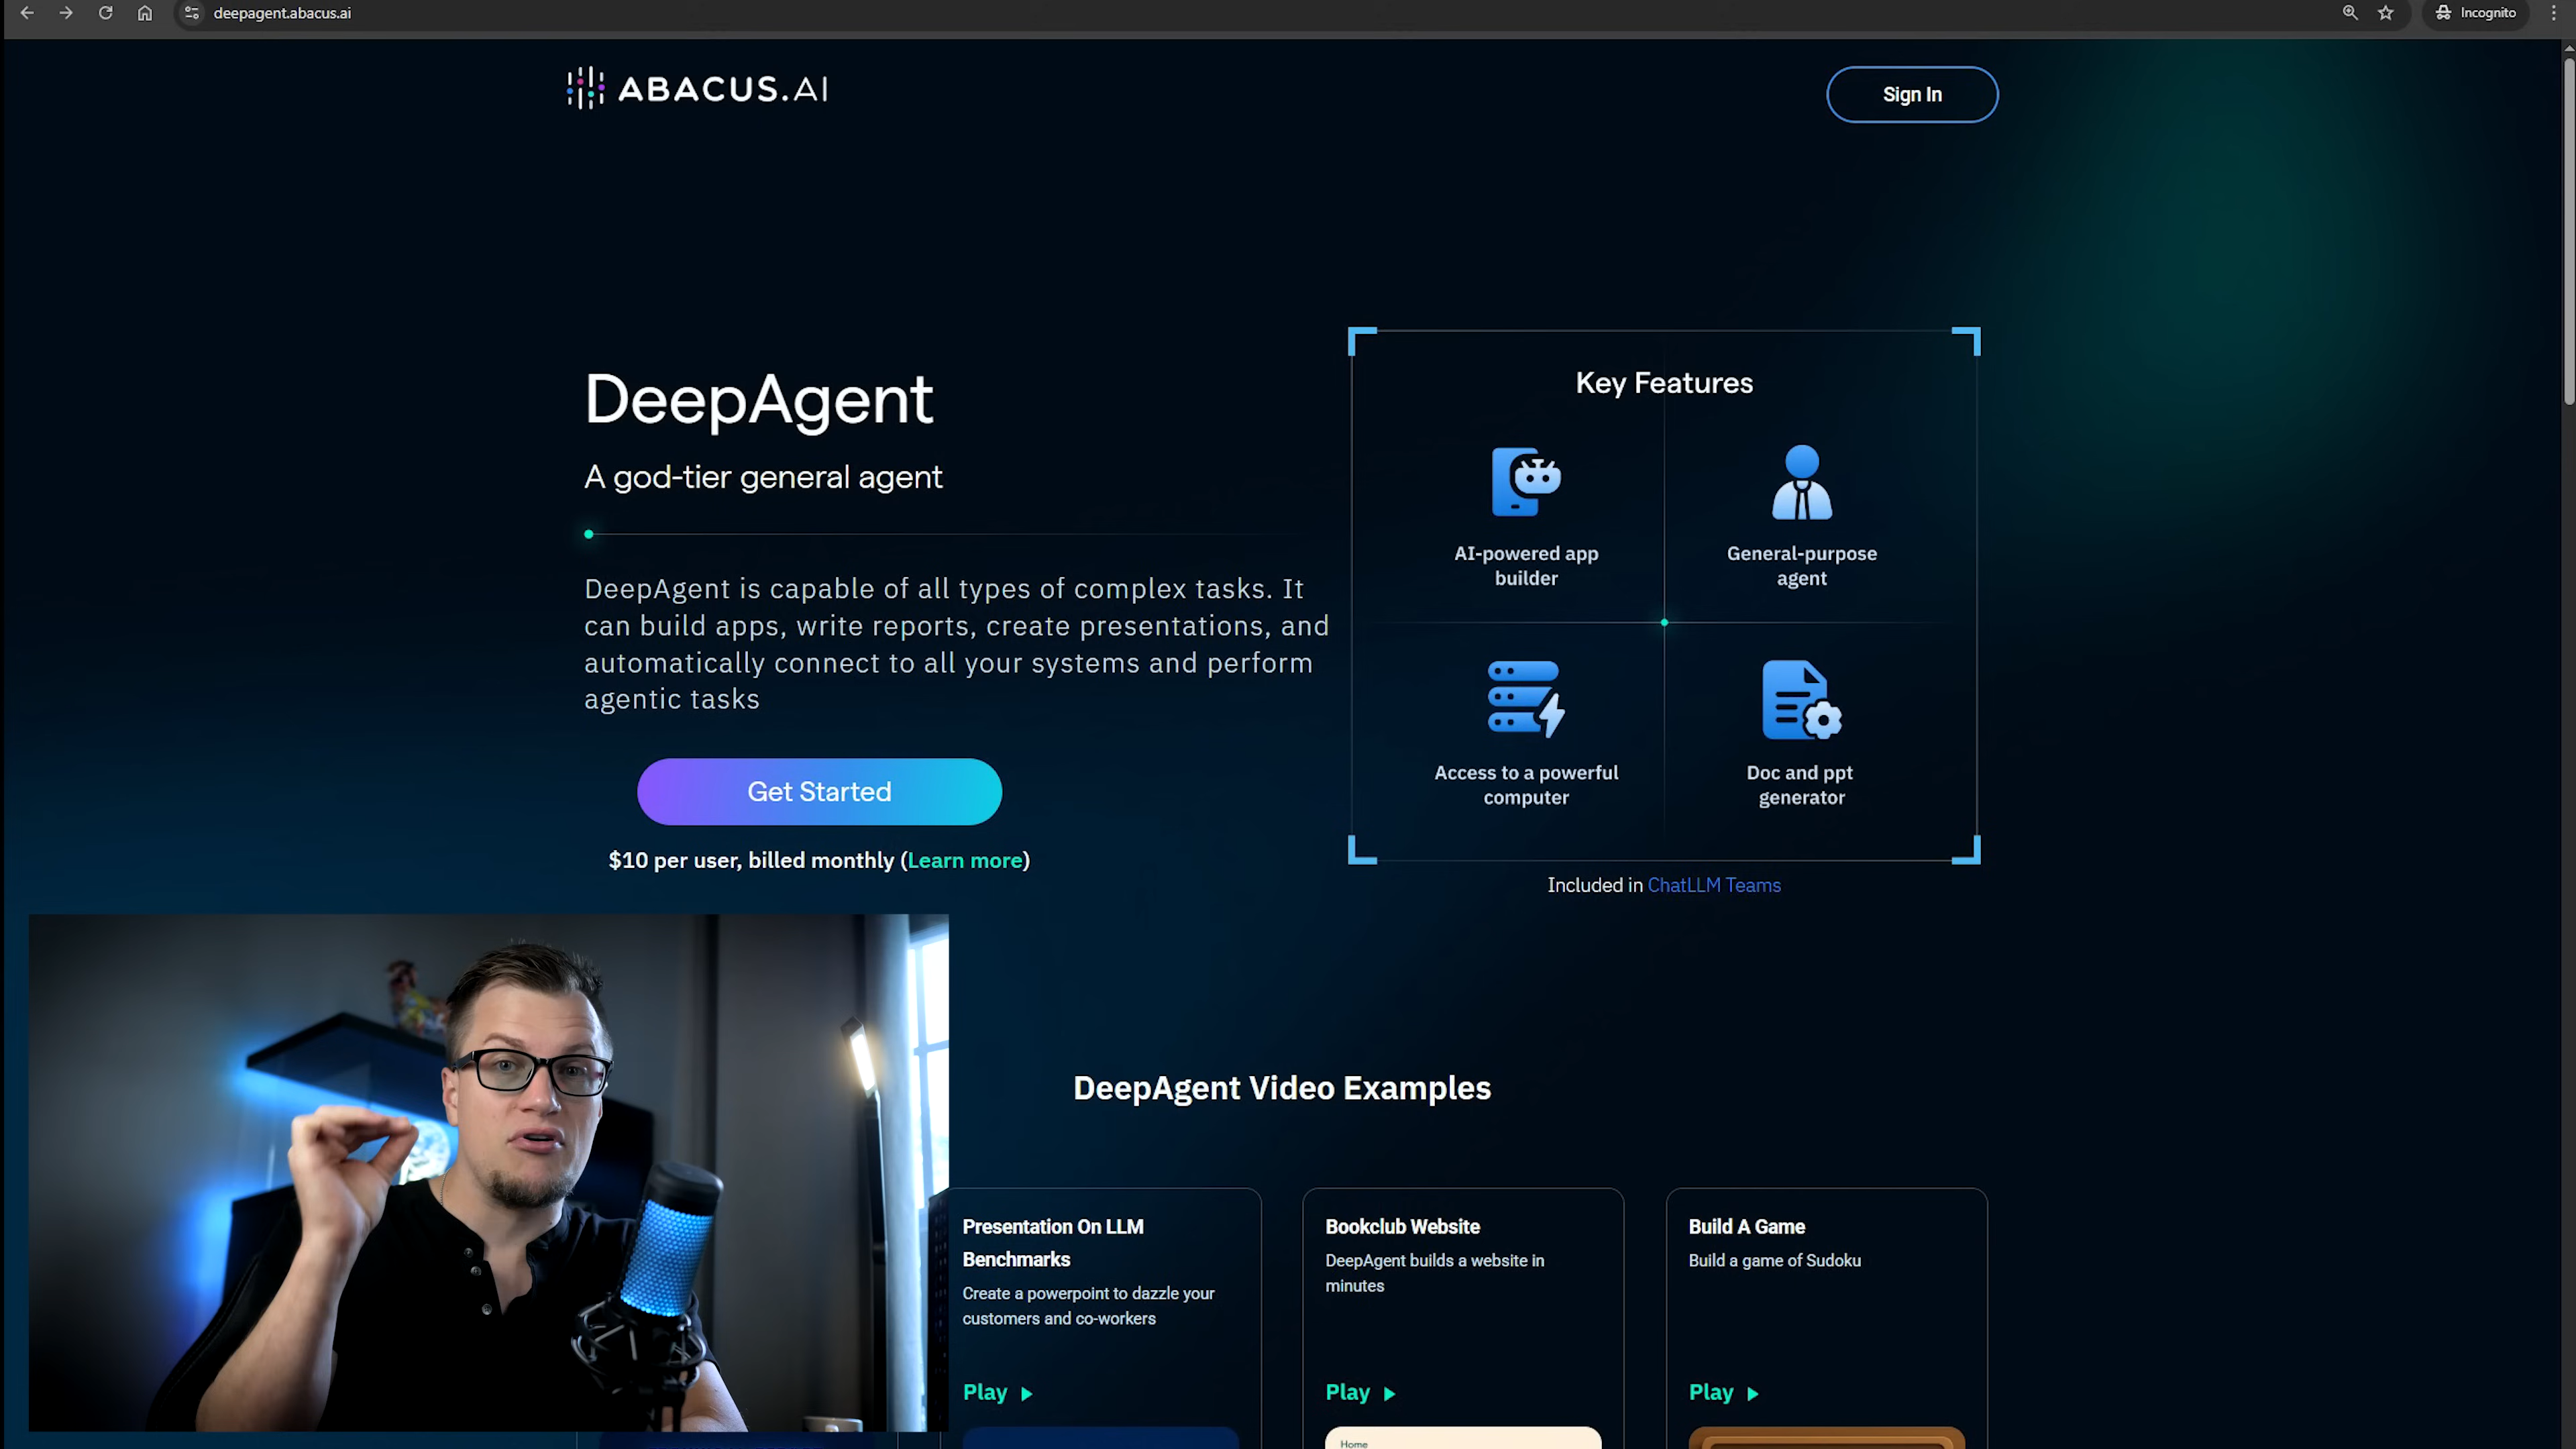 deepagent.abacus.ai
Incognito
ABACUS.AI
Sign In
DeepAgent
A god-tier general agent
DeepAgent is capable of all types of complex tasks. It
can build apps, write reports, create presentations, and
automatically connect to all your systems and perform
agentic tasks
Get Started
$10 per user, billed monthly (Learn more)
Key Features
AI-powered app
builder
General-purpose
agent
Access to a powerful
computer
Doc and ppt
generator
Included in ChatLLM Teams
DeepAgent Video Examples
Presentation On LLM
Benchmarks
Create a powerpoint to dazzle your
customers and co-workers
Play
Bookclub Website
DeepAgent builds a website in
minutes
Play
Home
Build A Game
Build a game of Sudoku
Play